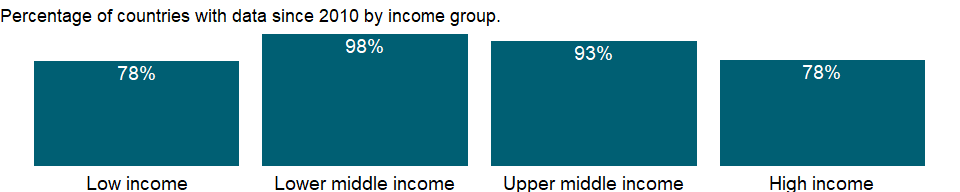 Percentage of countries with data since 2010 by income group.
78%
98%
93%
78%
Low income
Lower middle income
Upper middle income
High income